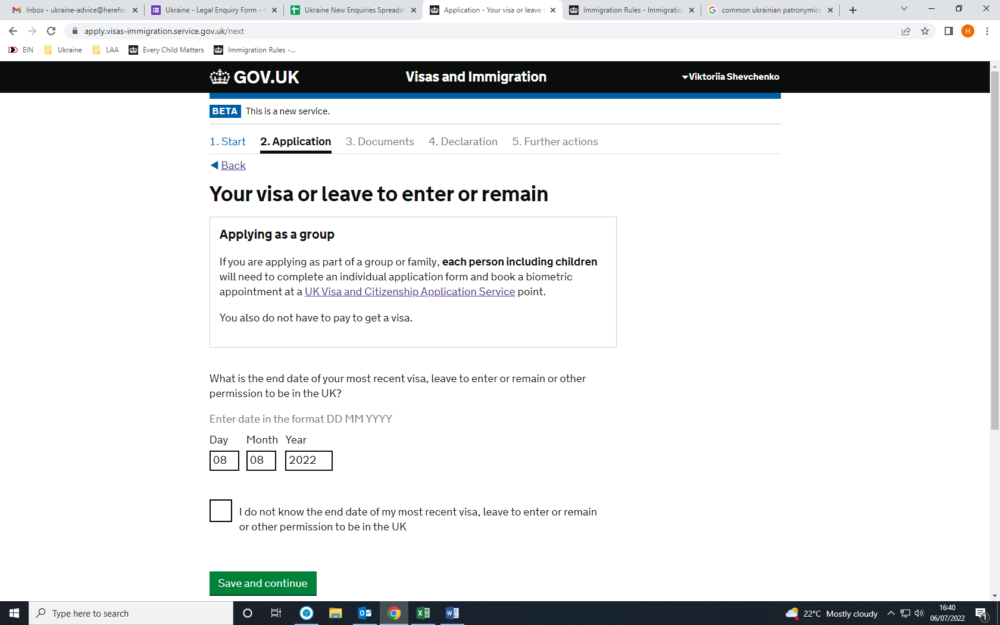 Inbox - ukraine-advice@herefor
Ukraine - Legal Enquiry Form - G
Ukraine New Enquiries Spreadsh
Application - Your visa or leave t
Immigration Rules - Immigratio
common ukrainian patronymics
apply.visas-immigration.service.gov.uk/next
H
EIN
Ukraine
LAA
Every Child Matters
Immigration Rules -...
GOV.UK
Visas and Immigration
Viktoriia Shevchenko
BETA This is a new service.
1. Start 2. Application 3. Documents 4. Declaration 5. Further actions
Back
Your visa or leave to enter or remain
Applying as a group
If you are applying as part of a group or family, each person including children
will need to complete an individual application form and book a biometric
appointment at a UK Visa and Citizenship Application Service point.
You also do not have to pay to get a visa.
What is the end date of your most recent visa, leave to enter or remain or other
permission to be in the UK?
Enter date in the format DD MM YYYY
Day Month Year
08 08 2022
I do not know the end date of my most recent visa, leave to enter or remain
or other permission to be in the UK
Save and continue
Type here to search
22°C Mostly cloudy
16:40
06/07/2022
1